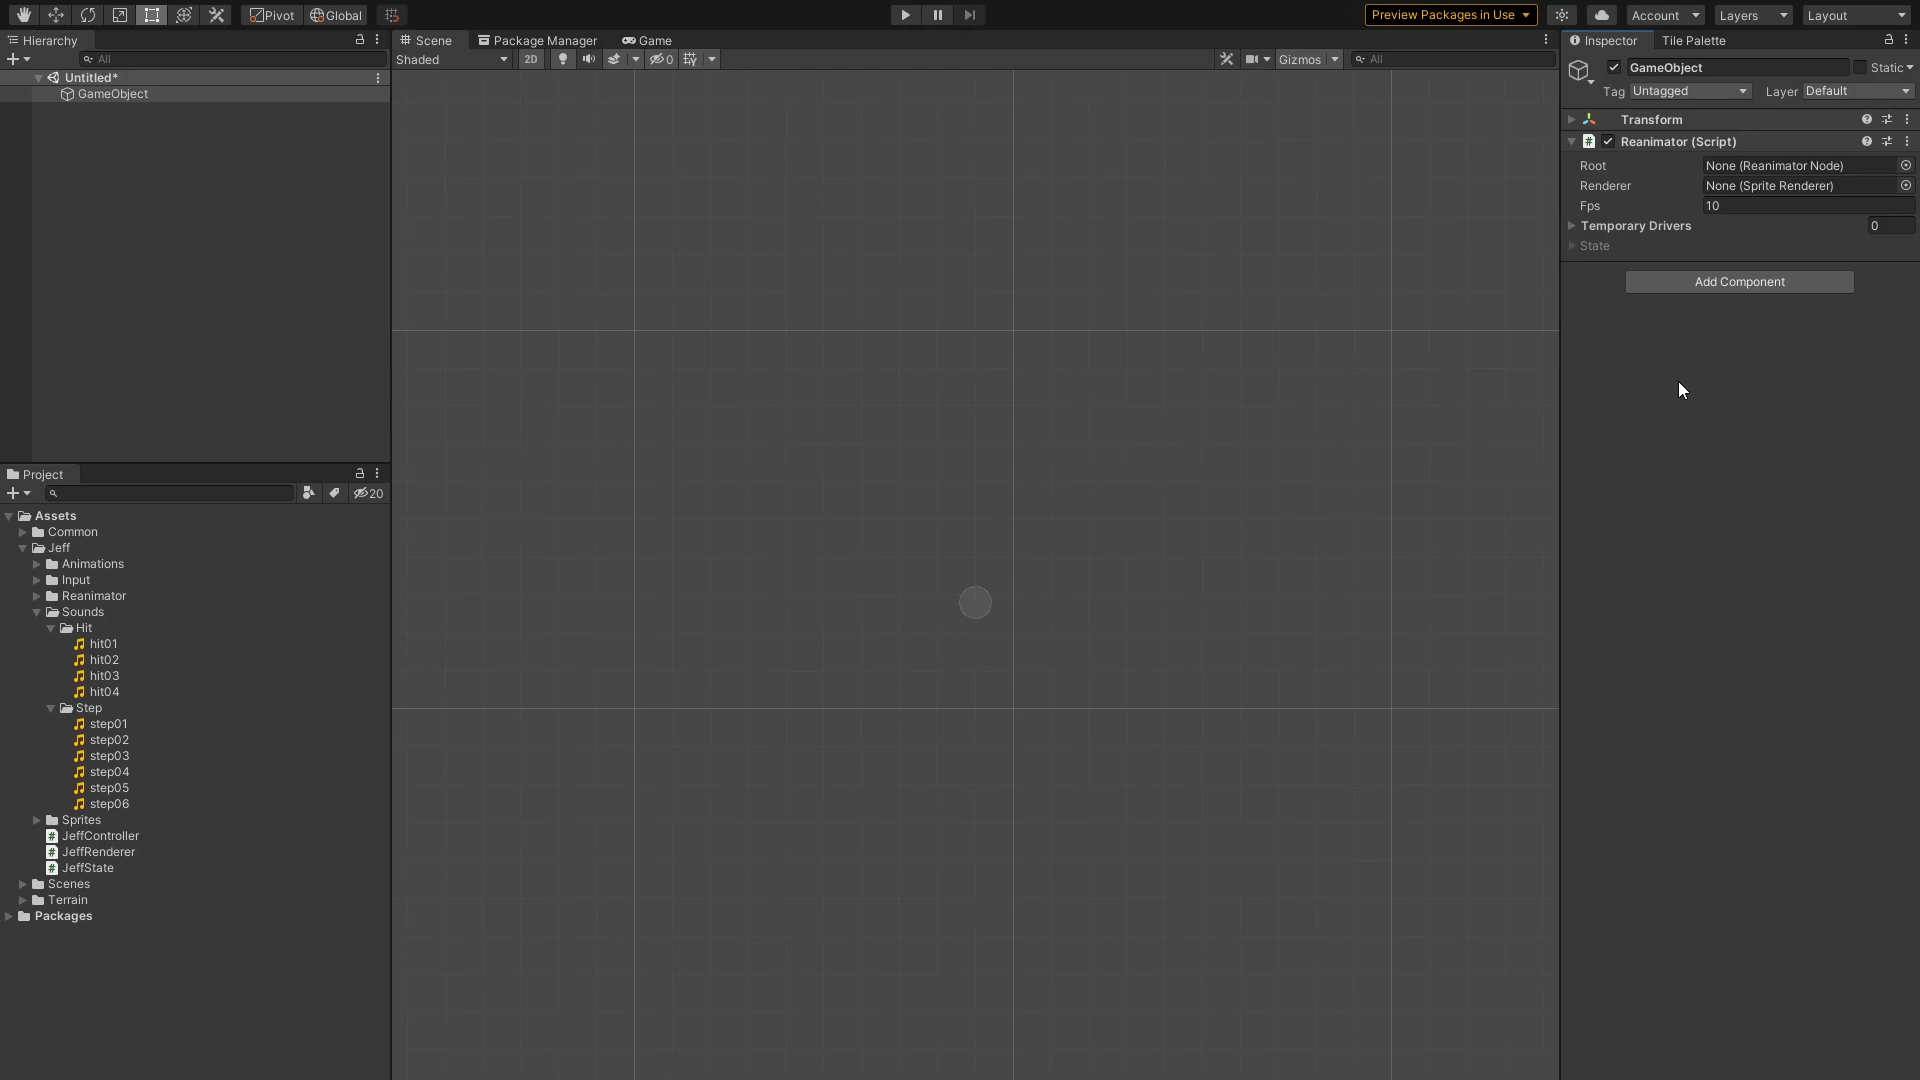 Pivot Global Preview Packages in Use Account Layers Layout
Hierarchy
All
Untitled*
GameObject
Scene Package Manager Game
Shaded 2D 0 Gizmos All
Inspector Tile Palette
GameObject Static
Tag Untagged Layer Default
Transform
# Reanimator (Script)
Root None (Reanimator Node)
Renderer None (Sprite Renderer)
Fps 10
Temporary Drivers 0
State
Add Component
Project
20
Assets
Common
Jeff
Animations
Input
Reanimator
Sounds
Hit
hit01
hit02
hit03
hit04
Step
step01
step02
step03
step04
step05
step06
Sprites
# JeffController
# JeffRenderer
# JeffState
Scenes
Terrain
Packages